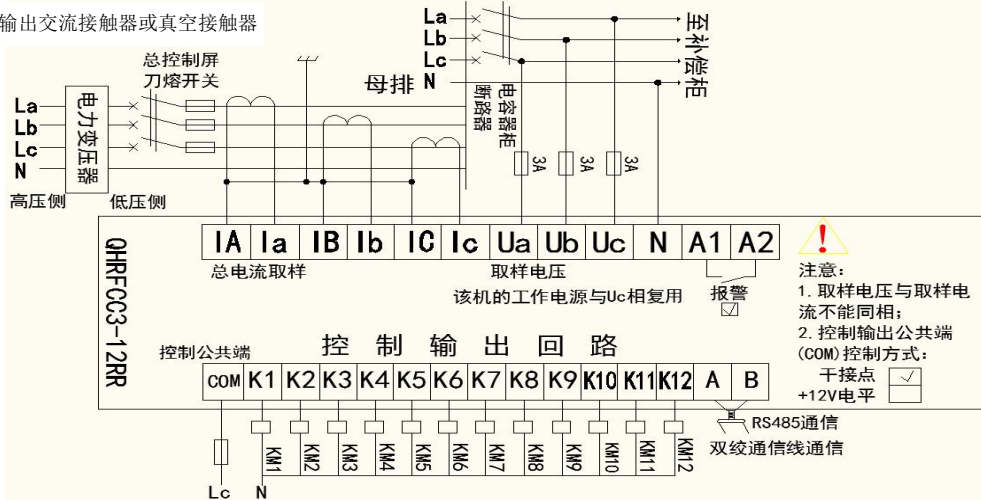 输出交流接触器或真空接触器
总控制屏
刀熔开关
La
Lb
Lc
N
电力变压器
高压侧
低压侧
母排
La
Lb
Lc
N
断路器
电容器柜
至补偿柜
3A
3A
3A
QHRFCC3-12RR
IA Ia IB Ib IC Ic Ua Ub Uc N A1 A2
总电流取样
取样电压
该机的工作电源与Uc相复用
报警
注意:
1. 取样电压与取样电
流不能同相;
2. 控制输出公共端
(COM)控制方式:
干接点
+12V电平
控制公共端
控制输出回路
COM K1 K2 K3 K4 K5 K6 K7 K8 K9 K10 K11 K12 A B
KM1 KM2 KM3 KM4 KM5 KM6 KM7 KM8 KM9 KM10 KM11 KM12
RS485通信
双绞通信线通信
Lc
N